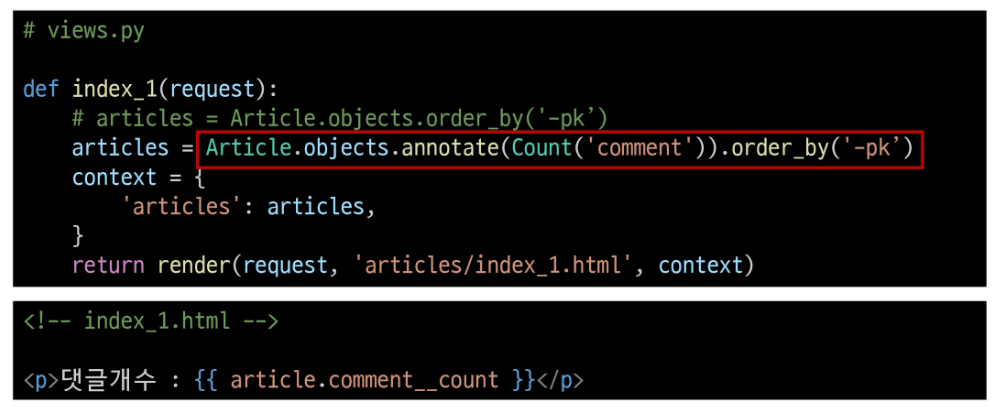 # views.py
def index_1(request):
# articles = Article.objects.order_by('-pk’)
articles = Article.objects.annotate(Count('comment')).order_by('-pk’)
context = {
'articles': articles,
}
return render(request, 'articles/index_1.html', context)
<!-- index_1.html -->
<p>댓글개수 : {{ article.comment__count }}</p>